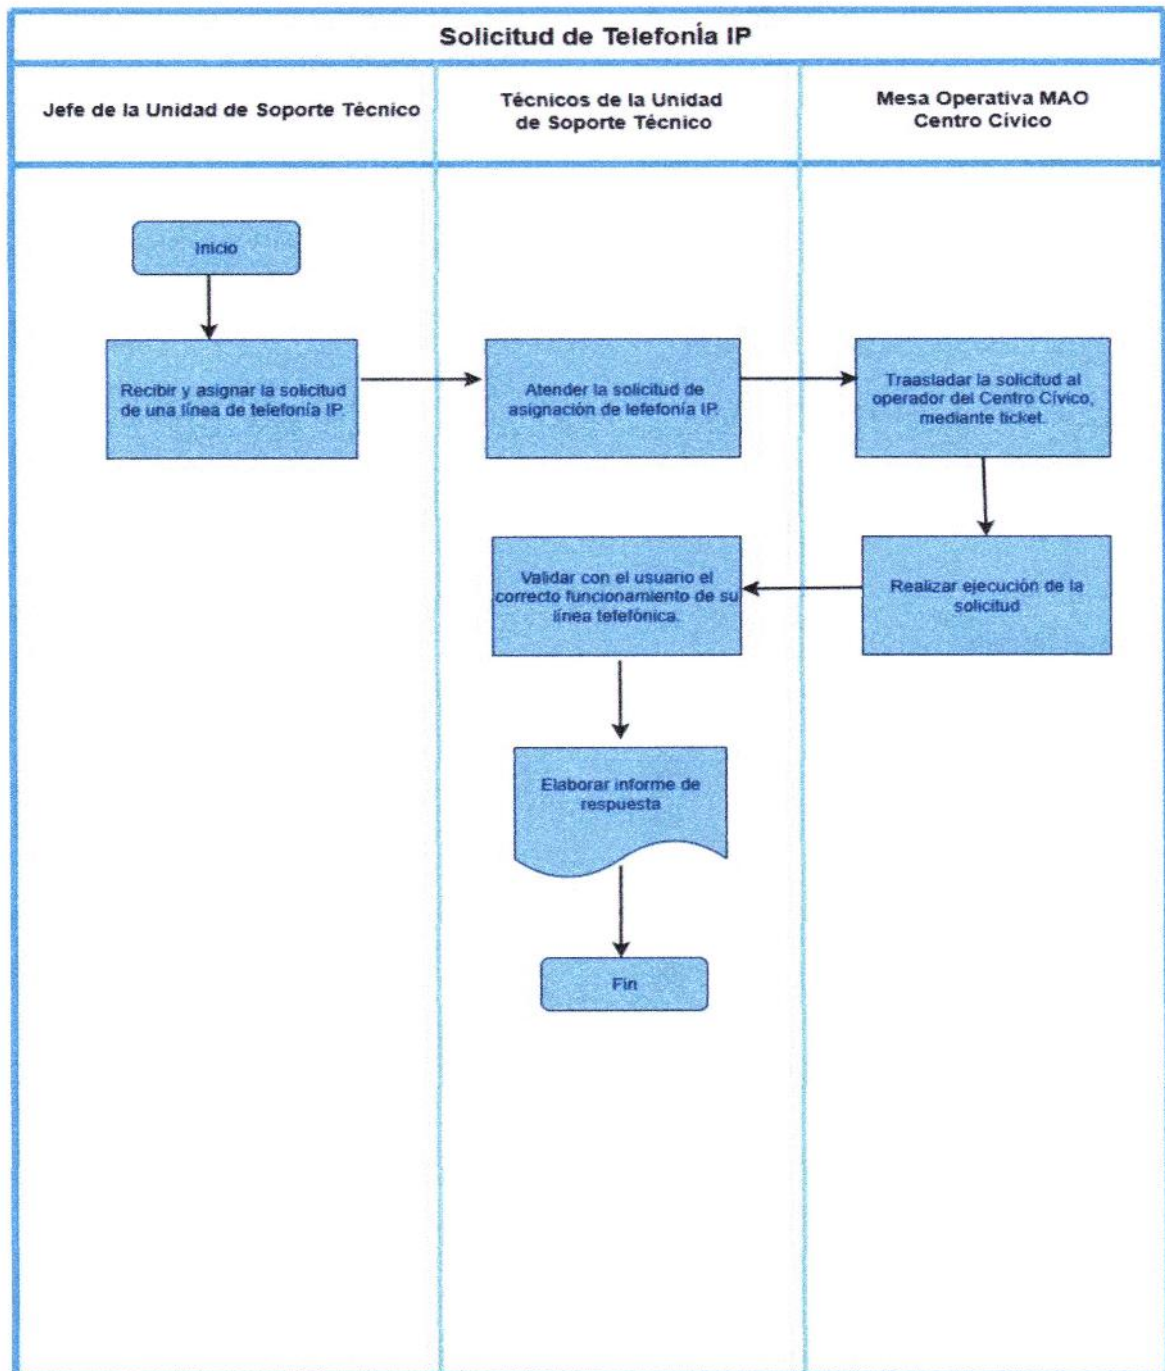 Solicitud de Telefonía IP
Jefe de la Unidad de Soporte Técnico
Técnicos de la Unidad
de Soporte Técnico
Mesa Operativa MAO
Centro Cívico
Inicio
Recibir y asignar la solicitud
de una línea de telefonía IP.
Atender la solicitud de
asignación de lefefonía IP.
Traasladar la solicitud al
operador del Centro Cívico,
mediante ticket.
Realizar ejecución de la
solicitud
Validar con el usuario el
correcto funcionamiento de su
línea tefefónica.
Elaborar informe de
respuesta
Fin